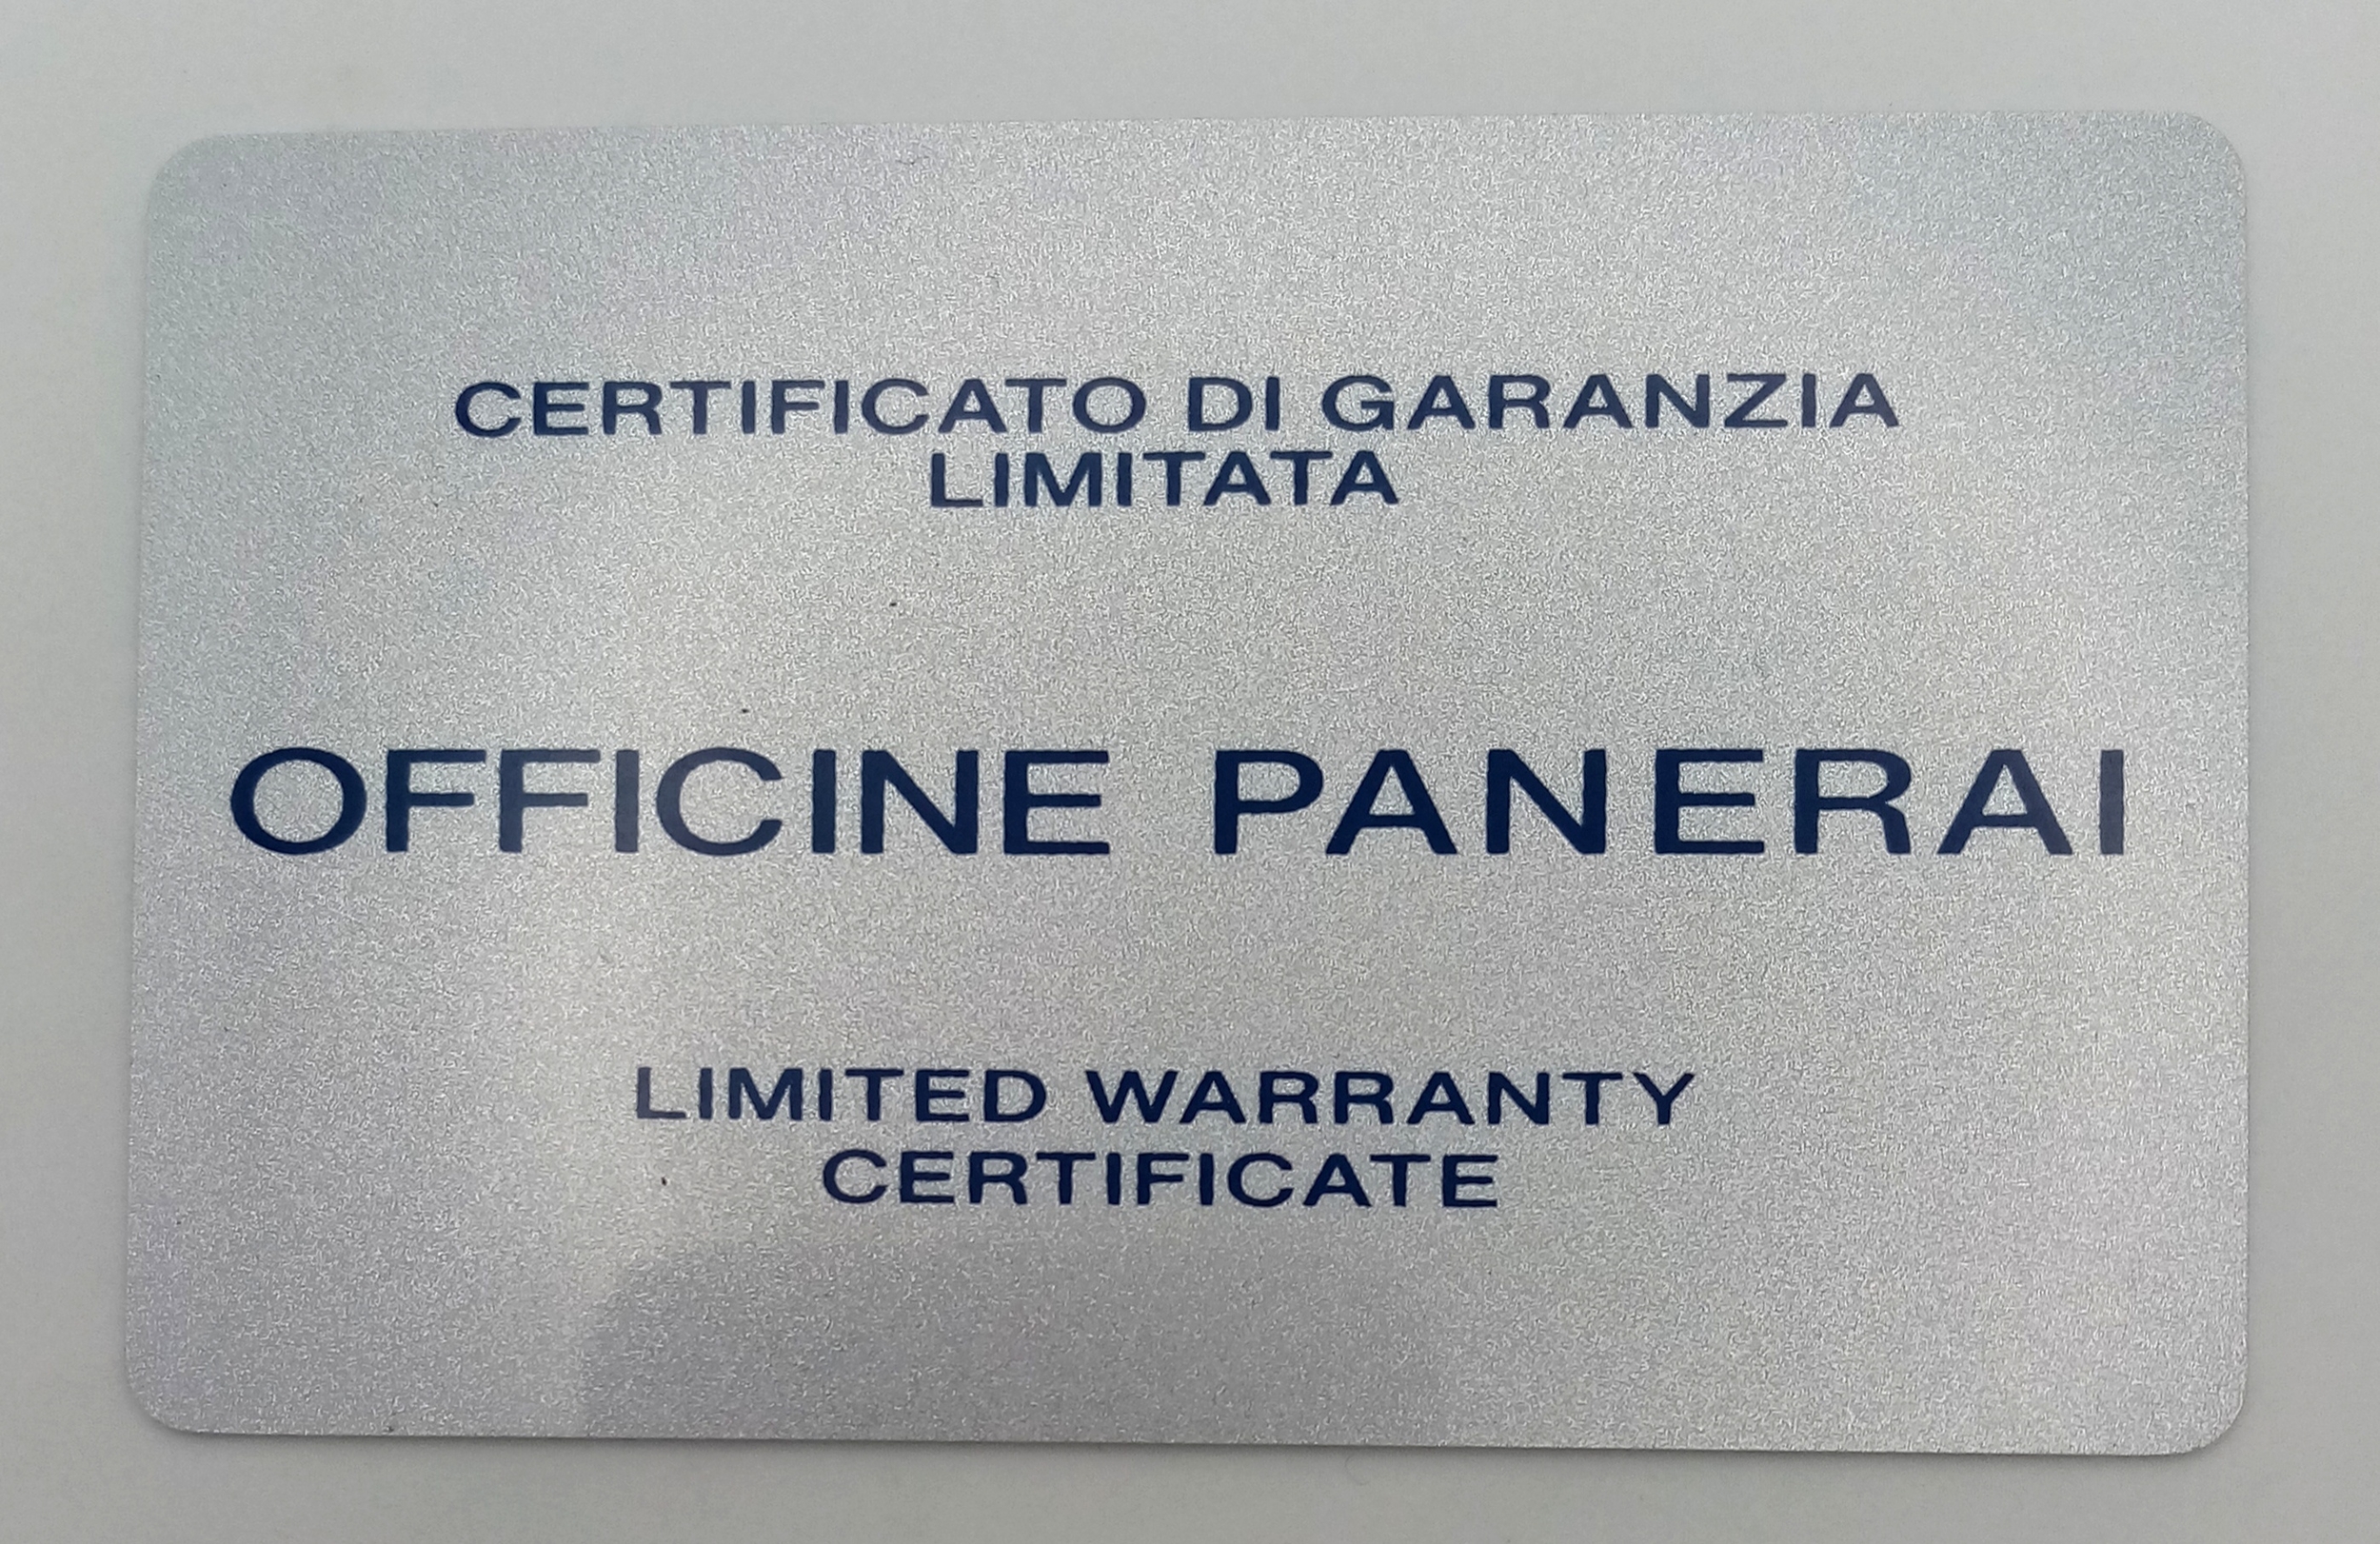 CERTIFICATO DI GARANZIA
LIMITATA
OFFICINE PANERAI
LIMITED WARRANTY
CERTIFICATE